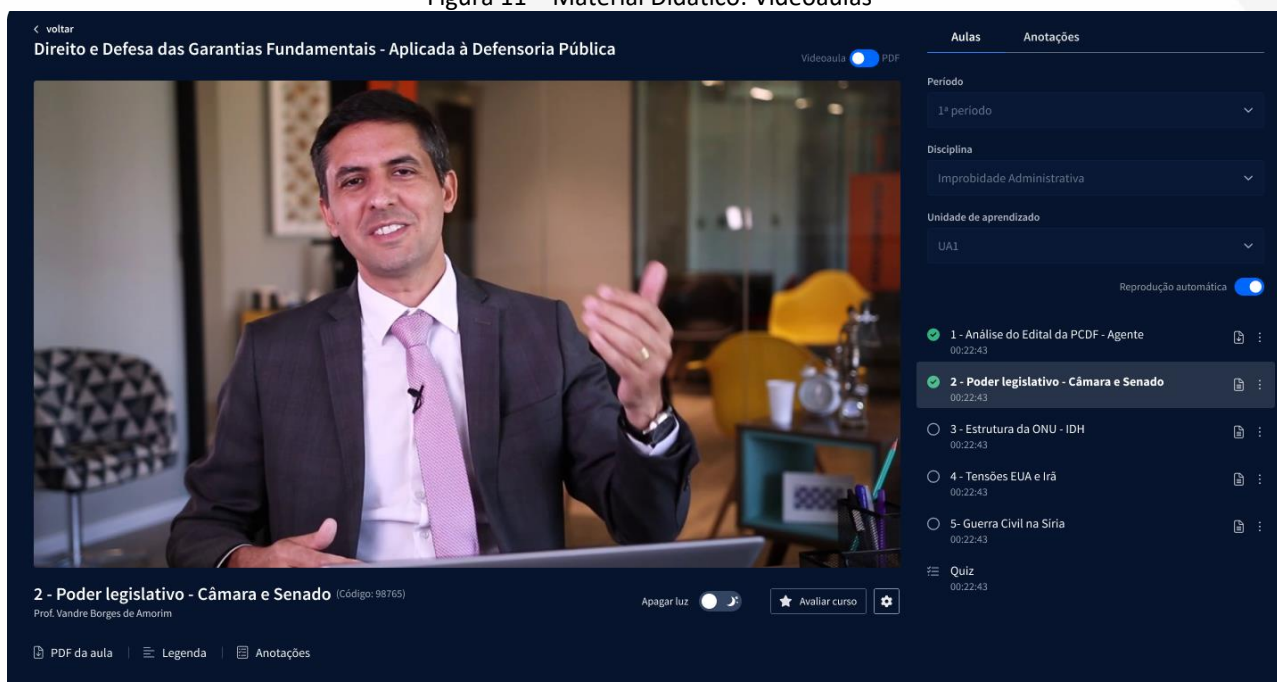 Figura 11 – Material Didático: Videoaulas
voltar
Direito e Defesa das Garantias Fundamentais - Aplicada à Defensoria Pública
Videoaula PDF
2 - Poder legislativo - Câmara e Senado (Código: 98765)
Prof. Vandre Borges de Amorim
Apagar luz
Avaliar curso
PDF da aula
Legenda
Anotações
Aulas
Anotações
Período
1º período
Disciplina
Improbidade Administrativa
Unidade de aprendizado
UA1
Reprodução automática
1 - Análise do Edital da PCDF - Agente
00:22:43
2 - Poder legislativo - Câmara e Senado
00:22:43
3 - Estrutura da ONU - IDH
00:22:43
4 - Tensões EUA e Irã
00:22:43
5- Guerra Civil na Síria
00:22:43
Quiz
00:22:43